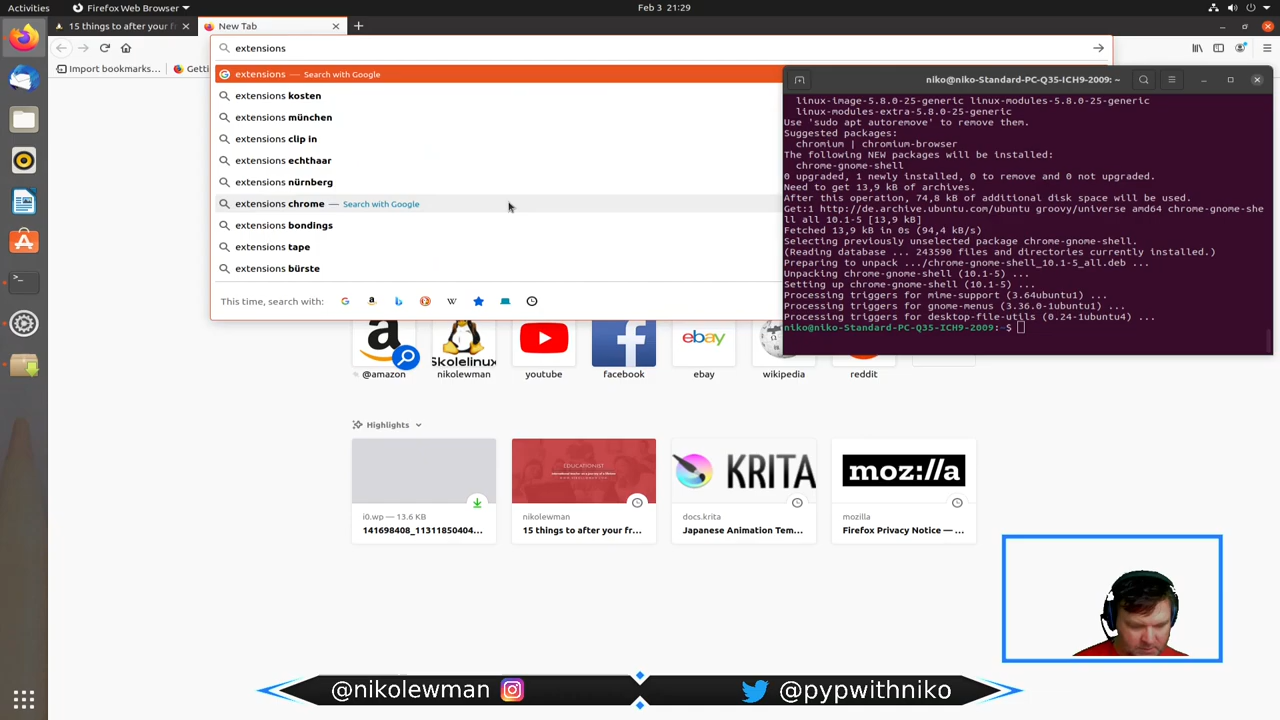 Activities
Firefox Web Browser
Feb 3 21:29
15 things to after your fr
New Tab
extensions
Import bookmarks...
Getti
extensions — Search with Google
extensions kosten
extensions münchen
extensions clip in
extensions echthaar
extensions nürnberg
extensions chrome — Search with Google
extensions bondings
extensions tape
extensions bürste
This time, search with:
niko@niko-Standard-PC-Q35-ICH9-2009: ~
linux-image-5.8.0-25-generic linux-modules-5.8.0-25-generic
linux-modules-extra-5.8.0-25-generic
Use 'sudo apt autoremove' to remove them.
Suggested packages:
chromium | chromium-browser
The following NEW packages will be installed:
chrome-gnome-shell
0 upgraded, 1 newly installed, 0 to remove and 0 not upgraded.
Need to get 13,9 kB of archives.
After this operation, 74,8 kB of additional disk space will be used.
Get:1 http://de.archive.ubuntu.com/ubuntu groovy/universe amd64 chrome-gnome-she
ll all 10.1-5 [13,9 kB]
Fetched 13,9 kB in 0s (94,4 kB/s)
Selecting previously unselected package chrome-gnome-shell.
(Reading database ... 243590 files and directories currently installed.)
Preparing to unpack .../chrome-gnome-shell_10.1-5_all.deb ...
Unpacking chrome-gnome-shell (10.1-5) ...
Setting up chrome-gnome-shell (10.1-5) ...
Processing triggers for mime-support (3.64ubuntu1) ...
Processing triggers for gnome-menus (3.36.0-1ubuntu1) ...
Processing triggers for desktop-file-utils (0.24-1ubuntu4) ...
niko@niko-Standard-PC-Q35-ICH9-2009:~$
Skolelinux
ebay
@amazon
nikolewman
youtube
facebook
ebay
wikipedia
reddit
Highlights
EDUCATIONIST
KRITA
moz://a
i0.wp — 13.6 KB
141698408_11311850404...
nikolewman
15 things to after your fr...
docs.krita
Japanese Animation Tem...
mozilla
Firefox Privacy Notice — ...
@nikolewman
@pypwithniko